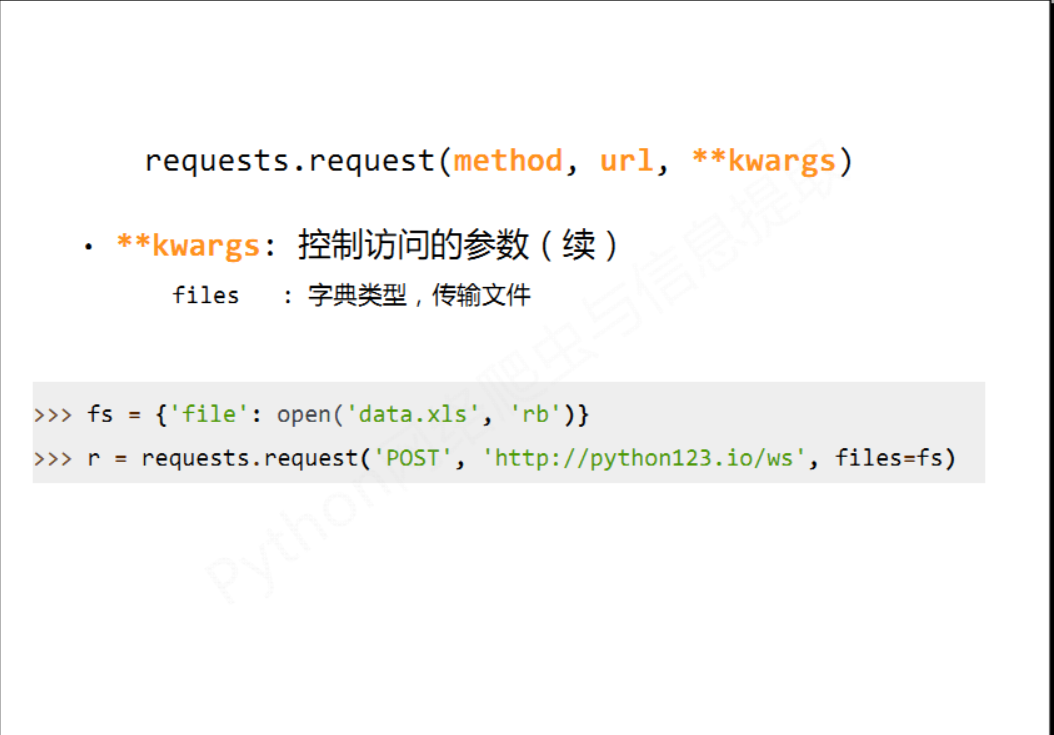 requests.request(method, url, **kwargs)
· **kwargs: 控制访问的参数（续）
files : 字典类型，传输文件
>>> fs = {'file': open('data.xls', 'rb')}
>>> r = requests.request('POST', 'http://python123.io/ws', files=fs)
Python网络爬虫与信息提取